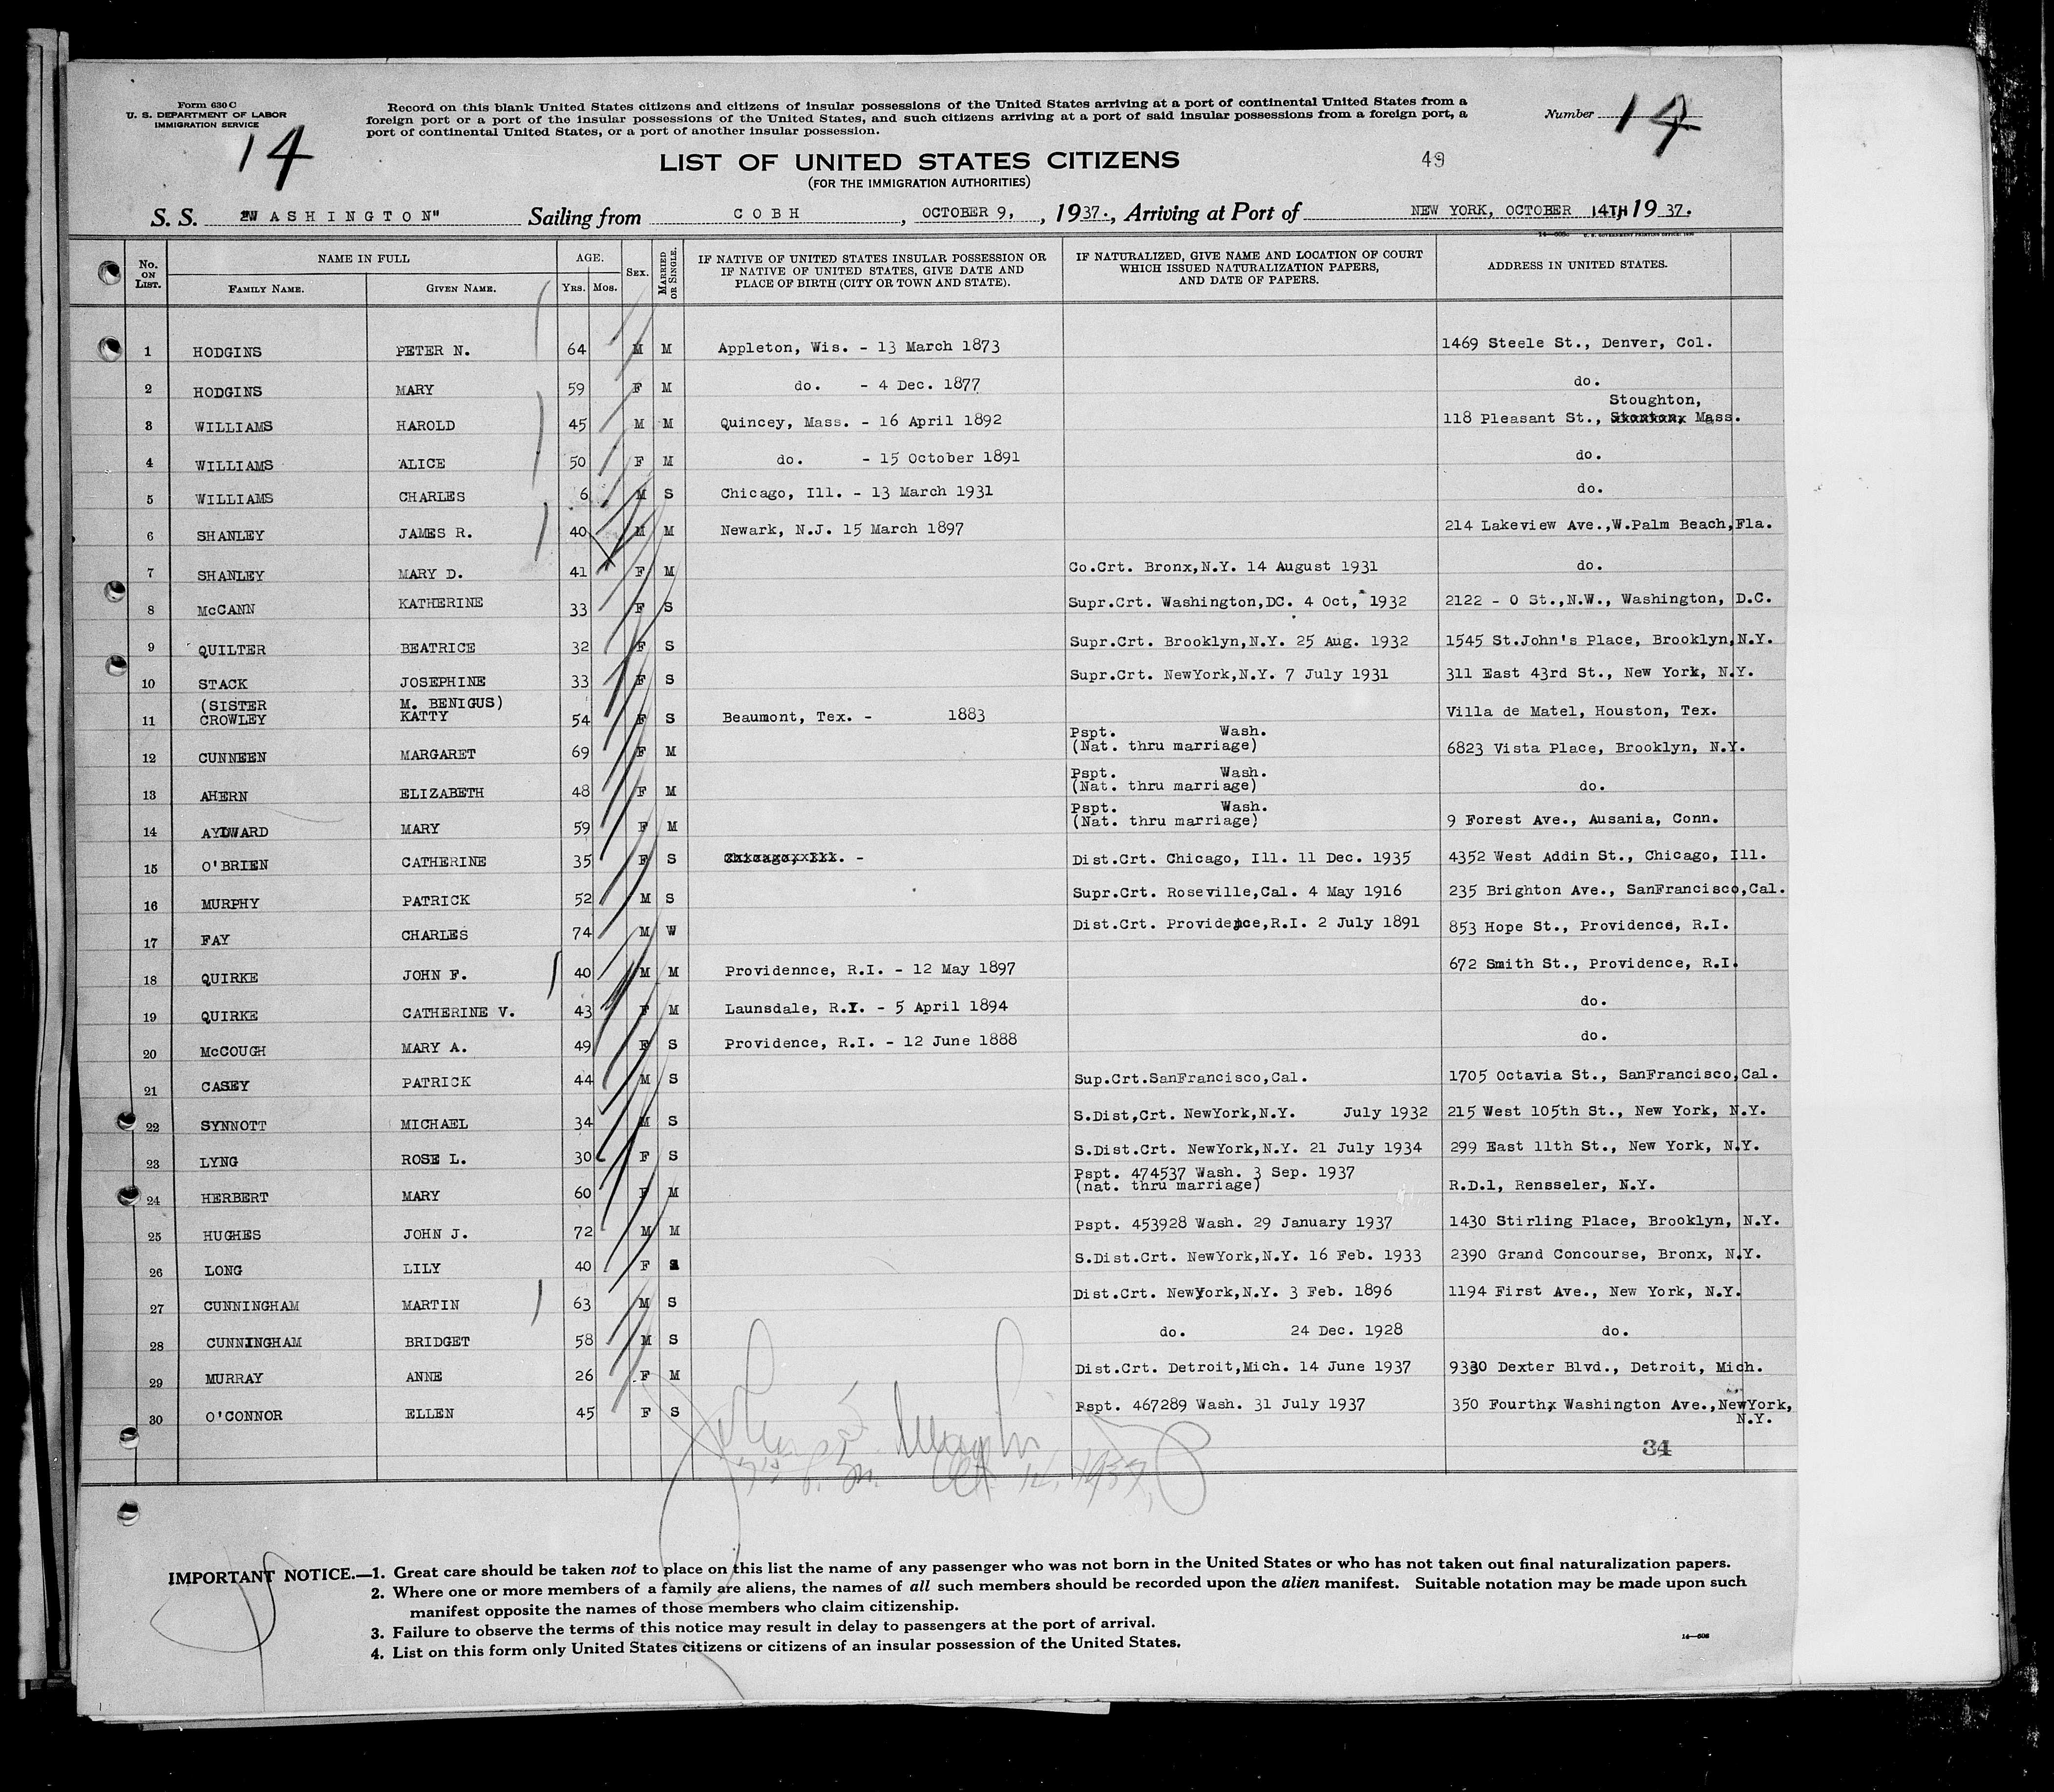 Form 630 C
U. S. DEPARTMENT OF LABOR
IMMIGRATION SERVICE
14
Record on this blank United States citizens and citizens of insular possessions of the United States arriving at a port of continental United States from a
foreign port or a port of the insular possessions of the United States, and such citizens arriving at a port of said insular possessions from a foreign port, a
port of continental United States, or a port of another insular possession.
Number 14
LIST OF UNITED STATES CITIZENS
49
(FOR THE IMMIGRATION AUTHORITIES)
S. S. "WASHINGTON" Sailing from COBH, OCTOBER 9, , 1937., Arriving at Port of NEW YORK, OCTOBER 14TH 1937.
No. ON LIST. NAME IN FULL AGE. SEX. MARRIED OR SINGLE. IF NATIVE OF UNITED STATES INSULAR POSSESSION OR IF NATIVE OF UNITED STATES, GIVE DATE AND PLACE OF BIRTH (CITY OR TOWN AND STATE). IF NATURALIZED, GIVE NAME AND LOCATION OF COURT WHICH ISSUED NATURALIZATION PAPERS, AND DATE OF PAPERS. ADDRESS IN UNITED STATES.
FAMILY NAME. GIVEN NAME. YRS. MOS.
1 HODGINS PETER N. 64 M M Appleton, Wis. - 13 March 1873 1469 Steele St., Denver, Col.
2 HODGINS MARY 59 F M do. - 4 Dec. 1877 do.
Stoughton,
3 WILLIAMS HAROLD 45 M M Quincey, Mass. - 16 April 1892 118 Pleasant St., Mass.
4 WILLIAMS ALICE 50 F M do. - 15 October 1891 do.
5 WILLIAMS CHARLES 6 M S Chicago, Ill. - 13 March 1931 do.
6 SHANLEY JAMES R. 40 M M Newark, N.J. 15 March 1897 214 Lakeview Ave.,W.Palm Beach,Fla.
7 SHANLEY MARY D. 41 F M Co.Crt. Bronx,N.Y. 14 August 1931 do.
8 McCANN KATHERINE 33 F S Supr.Crt. Washington,DC. 4 Oct, 1932 2122 - O St.,N.W., Washington, D.C.
9 QUILTER BEATRICE 32 F S Supr.Crt. Brooklyn,N.Y. 25 Aug. 1932 1545 St.John's Place, Brooklyn,N.Y.
10 STACK JOSEPHINE 33 F S Supr.Crt. NewYork,N.Y. 7 July 1931 311 East 43rd St., New York, N.Y.
(SISTER M. BENIGUS)
11 CROWLEY KATTY 54 F S Beaumont, Tex. - 1883 Villa de Matel, Houston, Tex.
Pspt. Wash.
12 CUNNEEN MARGARET 69 F M (Nat. thru marriage) 6823 Vista Place, Brooklyn, N.Y.
Pspt. Wash.
13 AHERN ELIZABETH 48 F M (Nat. thru marriage) do.
Pspt. Wash.
14 AYLWARD MARY 59 F M (Nat. thru marriage) 9 Forest Ave., Ausania, Conn.
15 O'BRIEN CATHERINE 35 F S Dist.Crt. Chicago, Ill. 11 Dec. 1935 4352 West Addin St., Chicago, Ill.
16 MURPHY PATRICK 52 M S Supr.Crt. Roseville,Cal. 4 May 1916 235 Brighton Ave., SanFrancisco,Cal.
17 FAY CHARLES 74 M W Dist.Crt. Providence,R.I. 2 July 1891 853 Hope St., Providence, R.I.
18 QUIRKE JOHN F. 40 M M Providennce, R.I. - 12 May 1897 672 Smith St., Providence, R.I.
19 QUIRKE CATHERINE V. 43 F M Launsdale, R.I. - 5 April 1894 do.
20 McCOUGH MARY A. 49 F S Providence, R.I. - 12 June 1888 do.
21 CASEY PATRICK 44 M S Sup.Crt.SanFrancisco,Cal. 1705 Octavia St., SanFrancisco,Cal.
22 SYNNOTT MICHAEL 34 M S S.Dist,Crt. NewYork,N.Y. July 1932 215 West 105th St., New York, N.Y.
23 LYNG ROSE L. 30 F S S.Dist.Crt. NewYork,N.Y. 21 July 1934 299 East 11th St., New York, N.Y.
Pspt. 474537 Wash. 3 Sep. 1937
24 HERBERT MARY 60 F M (nat. thru marriage) R.D.1, Rensseler, N.Y.
25 HUGHES JOHN J. 72 M M Pspt. 453928 Wash. 29 January 1937 1430 Stirling Place, Brooklyn, N.Y.
26 LONG LILY 40 F S.Dist.Crt. NewYork,N.Y. 16 Feb. 1933 2390 Grand Concourse, Bronx, N.Y.
27 CUNNINGHAM MARTIN 63 M S Dist.Crt. NewYork,N.Y. 3 Feb. 1896 1194 First Ave., New York, N.Y.
28 CUNNINGHAM BRIDGET 58 M S do. 24 Dec. 1928 do.
29 MURRAY ANNE 26 F M Dist.Crt. Detroit,Mich. 14 June 1937 9330 Dexter Blvd., Detroit, Mich.
30 O'CONNOR ELLEN 45 F S Pspt. 467289 Wash. 31 July 1937 350 Fourth Washington Ave.,NewYork,
N.Y.
34
Oct. 14, 1937,
IMPORTANT NOTICE.—1. Great care should be taken not to place on this list the name of any passenger who was not born in the United States or who has not taken out final naturalization papers.
2. Where one or more members of a family are aliens, the names of all such members should be recorded upon the alien manifest. Suitable notation may be made upon such
manifest opposite the names of those members who claim citizenship.
3. Failure to observe the terms of this notice may result in delay to passengers at the port of arrival.
4. List on this form only United States citizens or citizens of an insular possession of the United States.
14—606